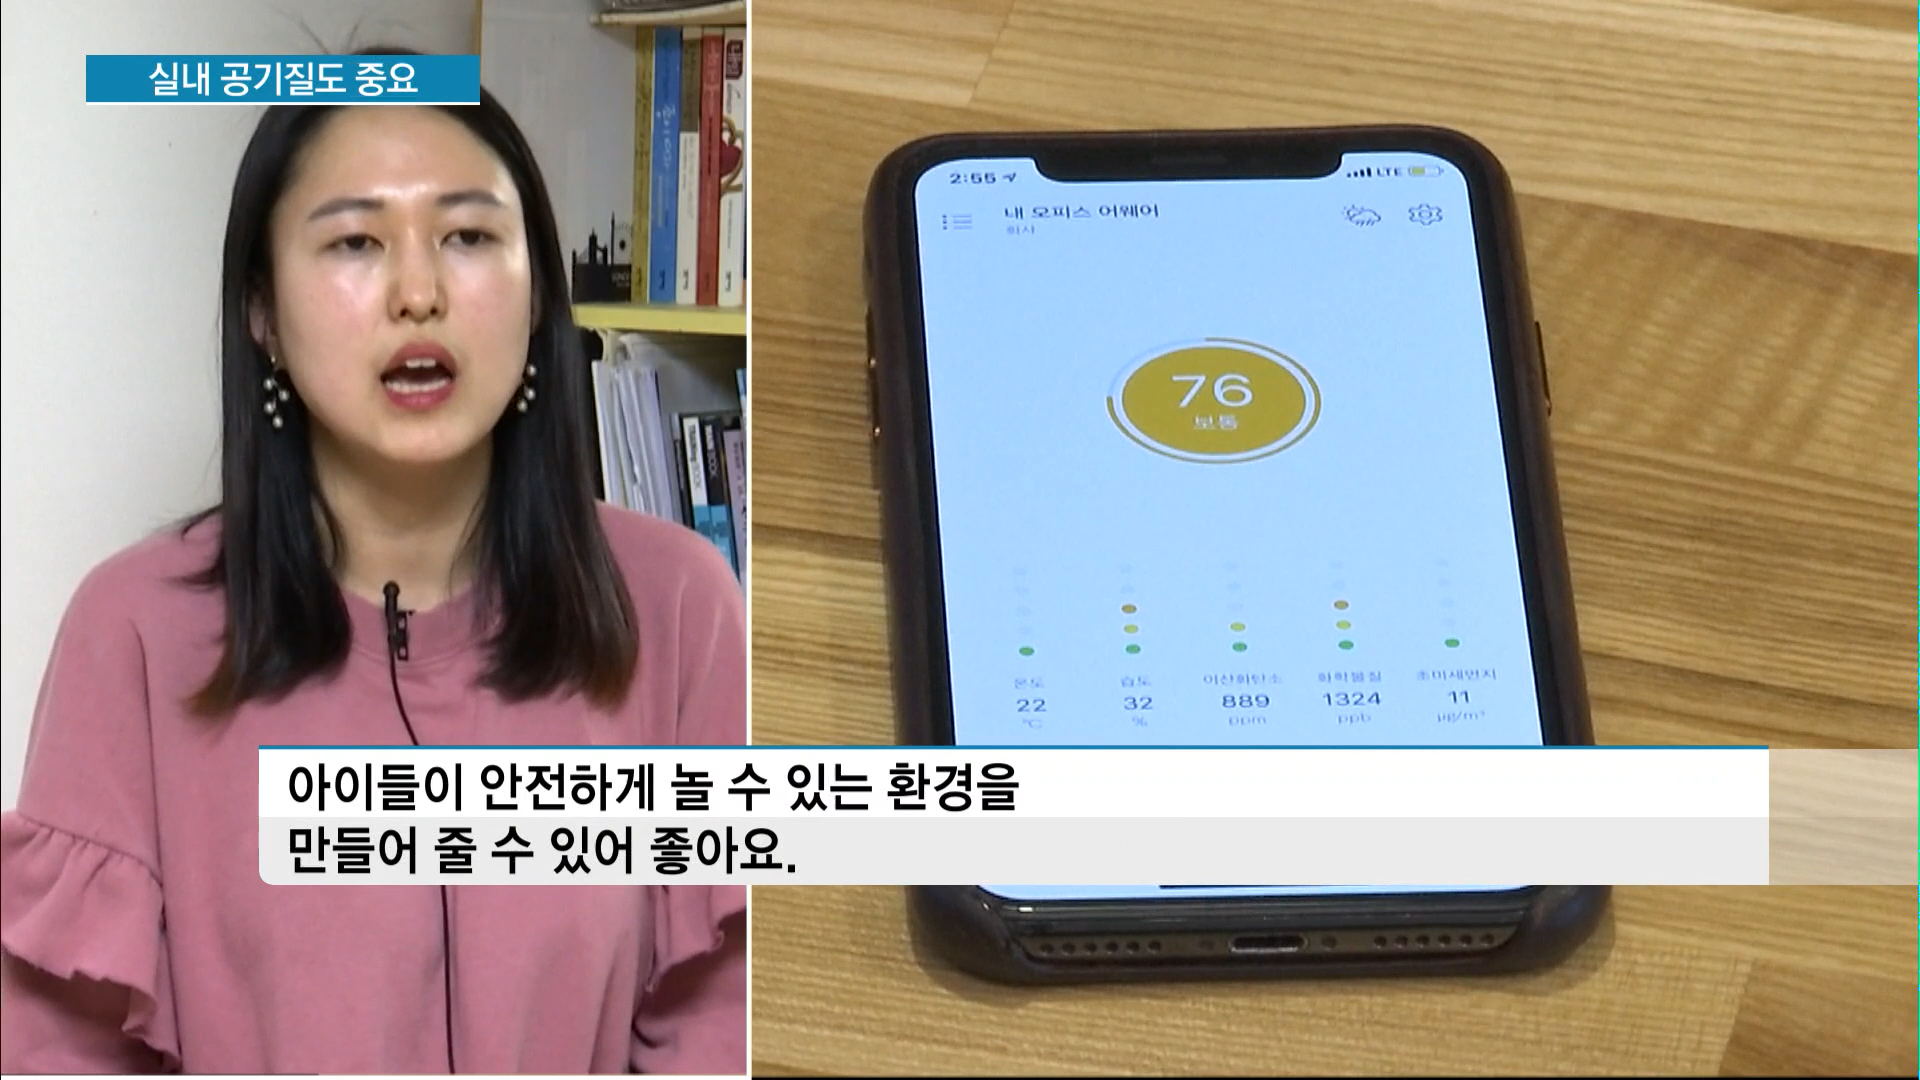 실내 공기질도 중요
2:55
LTE
내 오피스 어웨어
회사
76
보통
온도 습도 이산화탄소 화학물질 초미세먼지
22 32 889 1324 11
℃ % ppm ppb μg/m³
아이들이 안전하게 놀 수 있는 환경을
만들어 줄 수 있어 좋아요.